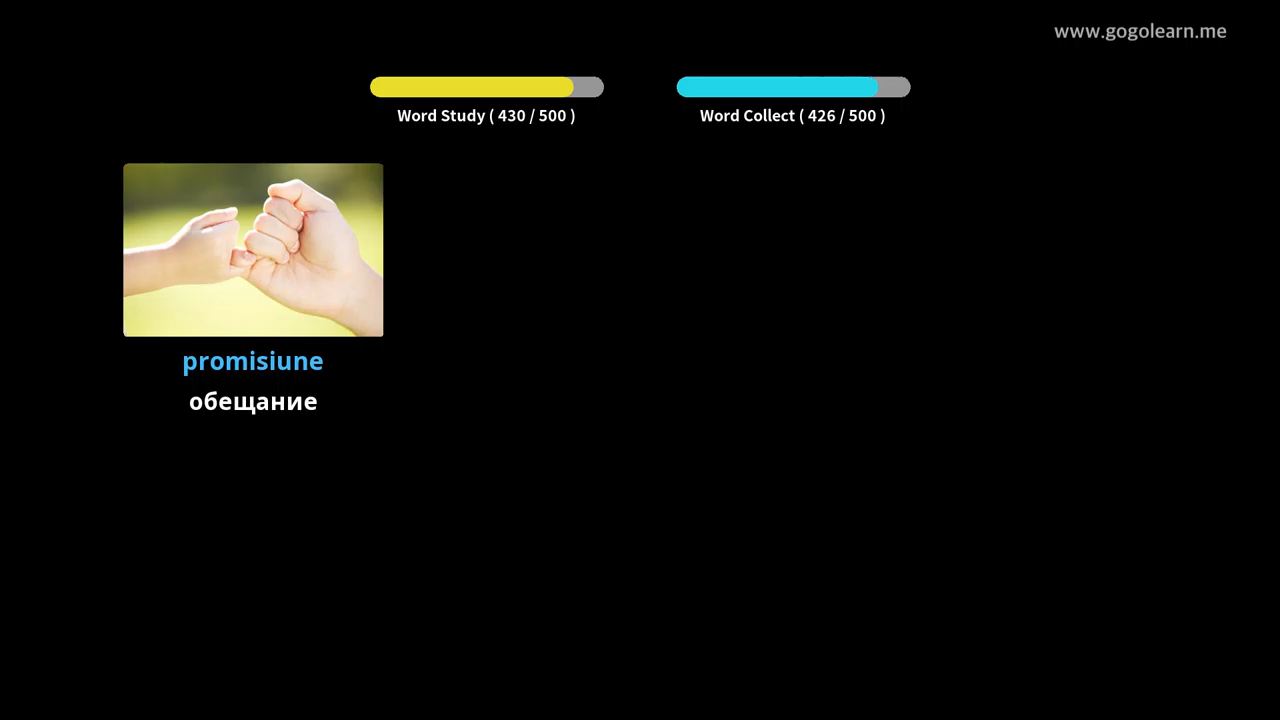 www.gogolearn.me
Word Study ( 430 / 500 )
Word Collect ( 426 / 500 )
promisiune
обещание